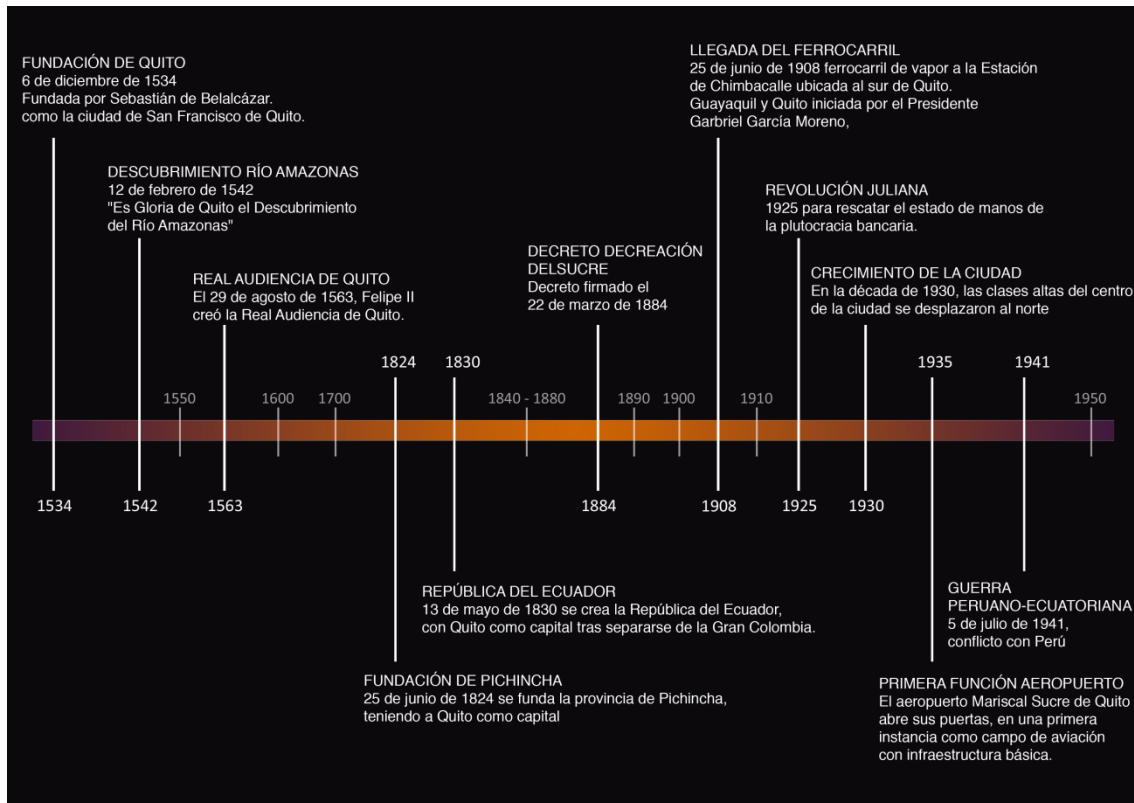 FUNDACIÓN DE QUITO
6 de diciembre de 1534
Fundada por Sebastián de Belalcázar.
como la ciudad de San Francisco de Quito.
LLEGADA DEL FERROCARRIL
25 de junio de 1908 ferrocarril de vapor a la Estación
de Chimbacalle ubicada al sur de Quito.
Guayaquil y Quito iniciada por el Presidente
Garbriel García Moreno,
DESCUBRIMIENTO RÍO AMAZONAS
12 de febrero de 1542
"Es Gloria de Quito el Descubrimiento
del Río Amazonas"
REVOLUCIÓN JULIANA
1925 para rescatar el estado de manos de
la plutocracia bancaria.
DECRETO DECREACIÓN
DELSUCRE
Decreto firmado el
22 de marzo de 1884
REAL AUDIENCIA DE QUITO
El 29 de agosto de 1563, Felipe II
creó la Real Audiencia de Quito.
CRECIMIENTO DE LA CIUDAD
En la década de 1930, las clases altas del centro
de la ciudad se desplazaron al norte
1824 1830 1935 1941
1550 1600 1700 1840 - 1880 1890 1900 1910 1950
1534 1542 1563 1884 1908 1925 1930
REPÚBLICA DEL ECUADOR
13 de mayo de 1830 se crea la República del Ecuador,
con Quito como capital tras separarse de la Gran Colombia.
GUERRA
PERUANO-ECUATORIANA
5 de julio de 1941,
conflicto con Perú
FUNDACIÓN DE PICHINCHA
25 de junio de 1824 se funda la provincia de Pichincha,
teniendo a Quito como capital
PRIMERA FUNCIÓN AEROPUERTO
El aeropuerto Mariscal Sucre de Quito
abre sus puertas, en una primera
instancia como campo de aviación
con infraestructura básica.